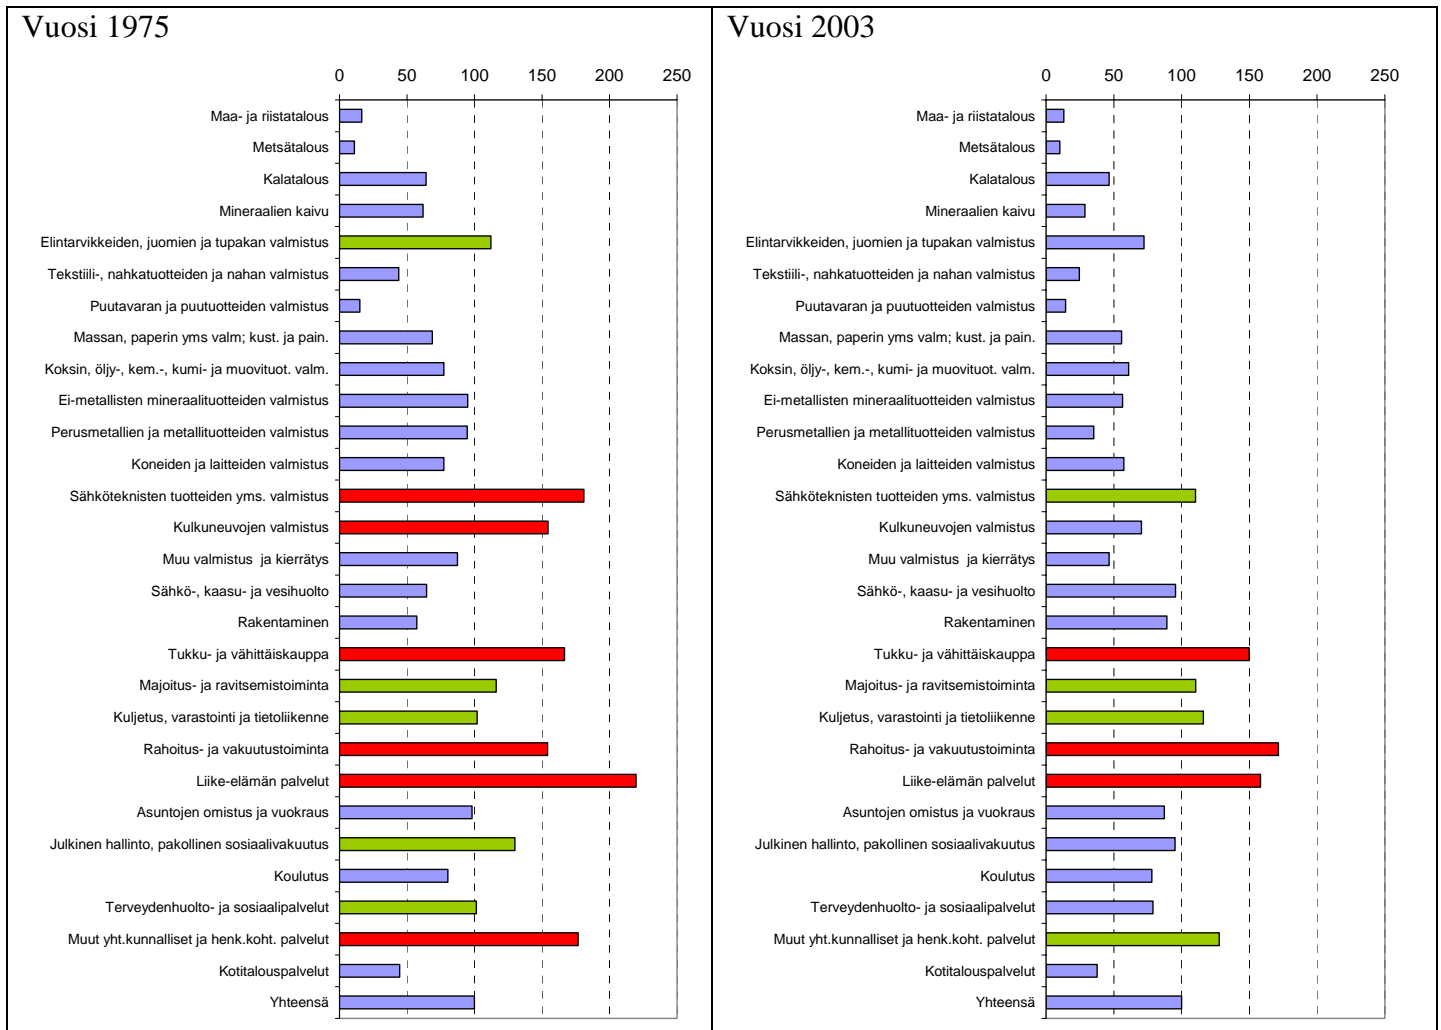 Vuosi 1975
0 50 100 150 200 250
Maa- ja riistatalous
Metsätalous
Kalatalous
Mineraalien kaivu
Elintarvikkeiden, juomien ja tupakan valmistus
Tekstiili-, nahkatuotteiden ja nahan valmistus
Puutavaran ja puutuotteiden valmistus
Massan, paperin yms valm; kust. ja pain.
Koksin, öljy-, kem.-, kumi- ja muovituot. valm.
Ei-metallisten mineraalituotteiden valmistus
Perusmetallien ja metallituotteiden valmistus
Koneiden ja laitteiden valmistus
Sähköteknisten tuotteiden yms. valmistus
Kulkuneuvojen valmistus
Muu valmistus ja kierrätys
Sähkö-, kaasu- ja vesihuolto
Rakentaminen
Tukku- ja vähittäiskauppa
Majoitus- ja ravitsemistoiminta
Kuljetus, varastointi ja tietoliikenne
Rahoitus- ja vakuutustoiminta
Liike-elämän palvelut
Asuntojen omistus ja vuokraus
Julkinen hallinto, pakollinen sosiaalivakuutus
Koulutus
Terveydenhuolto- ja sosiaalipalvelut
Muut yht.kunnalliset ja henk.koht. palvelut
Kotitalouspalvelut
Yhteensä
Vuosi 2003
0 50 100 150 200 250
Maa- ja riistatalous
Metsätalous
Kalatalous
Mineraalien kaivu
Elintarvikkeiden, juomien ja tupakan valmistus
Tekstiili-, nahkatuotteiden ja nahan valmistus
Puutavaran ja puutuotteiden valmistus
Massan, paperin yms valm; kust. ja pain.
Koksin, öljy-, kem.-, kumi- ja muovituot. valm.
Ei-metallisten mineraalituotteiden valmistus
Perusmetallien ja metallituotteiden valmistus
Koneiden ja laitteiden valmistus
Sähköteknisten tuotteiden yms. valmistus
Kulkuneuvojen valmistus
Muu valmistus ja kierrätys
Sähkö-, kaasu- ja vesihuolto
Rakentaminen
Tukku- ja vähittäiskauppa
Majoitus- ja ravitsemistoiminta
Kuljetus, varastointi ja tietoliikenne
Rahoitus- ja vakuutustoiminta
Liike-elämän palvelut
Asuntojen omistus ja vuokraus
Julkinen hallinto, pakollinen sosiaalivakuutus
Koulutus
Terveydenhuolto- ja sosiaalipalvelut
Muut yht.kunnalliset ja henk.koht. palvelut
Kotitalouspalvelut
Yhteensä